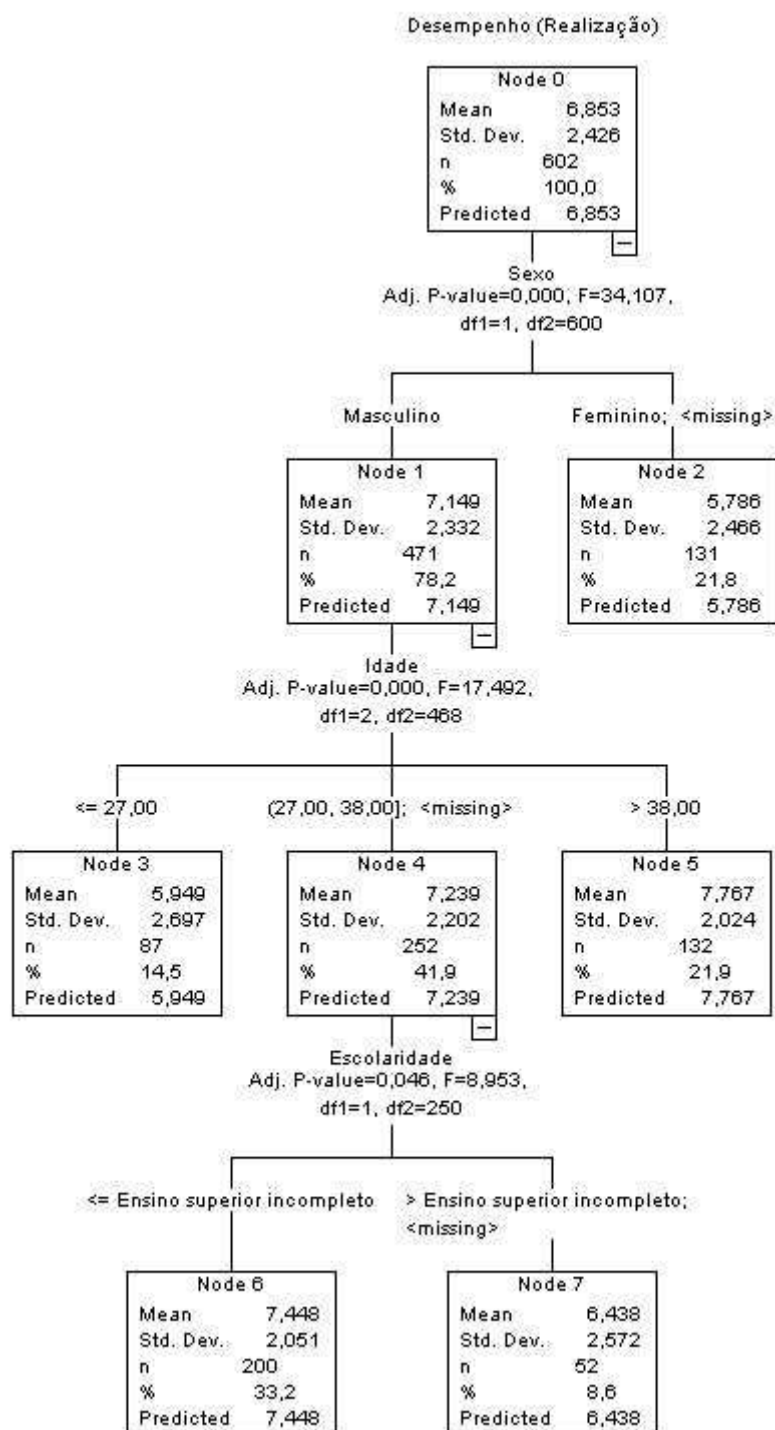 Desempenho (Realização)
Node 0
Mean 6,853
Std. Dev. 2,426
n 602
% 100,0
Predicted 6,853
Sexo
Adj. P-value=0,000, F=34,107,
df1=1, df2=600
Masculino
Feminino; <missing>
Node 1
Mean 7,149
Std. Dev. 2,332
n 471
% 78,2
Predicted 7,149
Node 2
Mean 5,786
Std. Dev. 2,466
n 131
% 21,8
Predicted 5,786
Idade
Adj. P-value=0,000, F=17,492,
df1=2, df2=468
<= 27,00
(27,00, 38,00]; <missing>
> 38,00
Node 3
Mean 5,949
Std. Dev. 2,697
n 87
% 14,5
Predicted 5,949
Node 4
Mean 7,239
Std. Dev. 2,202
n 252
% 41,9
Predicted 7,239
Node 5
Mean 7,767
Std. Dev. 2,024
n 132
% 21,9
Predicted 7,767
Escolaridade
Adj. P-value=0,046, F=8,953,
df1=1, df2=250
<= Ensino superior incompleto
> Ensino superior incompleto;
<missing>
Node 6
Mean 7,448
Std. Dev. 2,051
n 200
% 33,2
Predicted 7,448
Node 7
Mean 6,438
Std. Dev. 2,572
n 52
% 8,6
Predicted 6,438